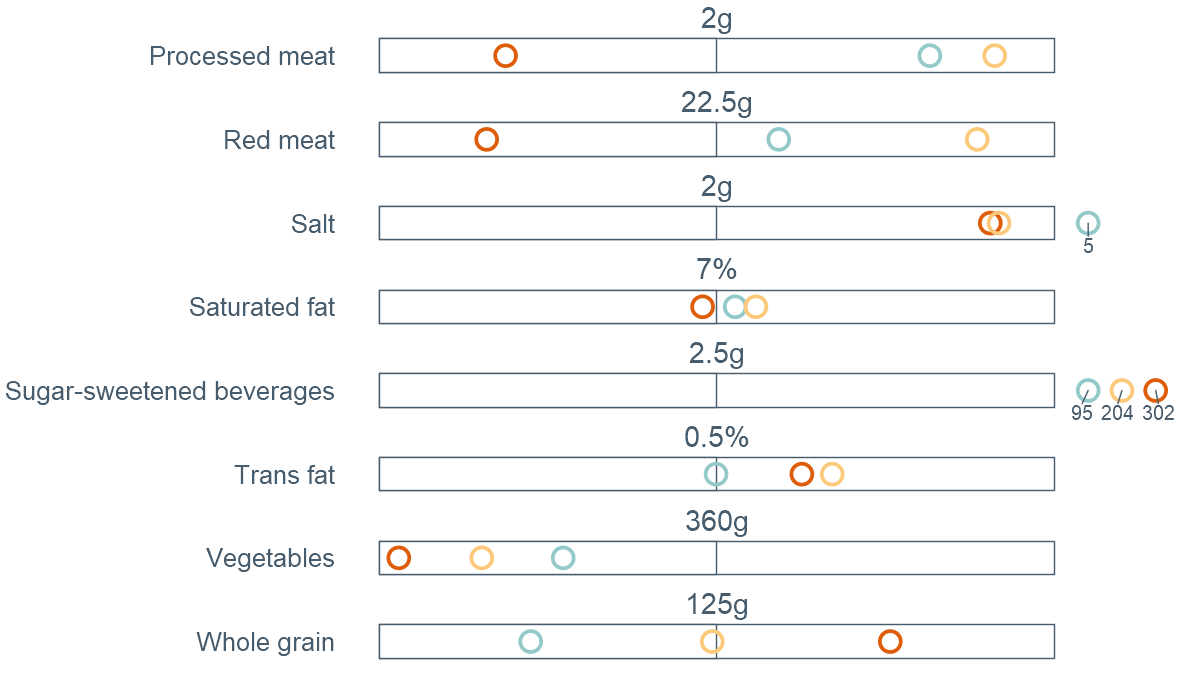 2g
Processed meat
22.5g
Red meat
2g
Salt
5
7%
Saturated fat
2.5g
Sugar-sweetened beverages
95 204 302
0.5%
Trans fat
360g
Vegetables
125g
Whole grain